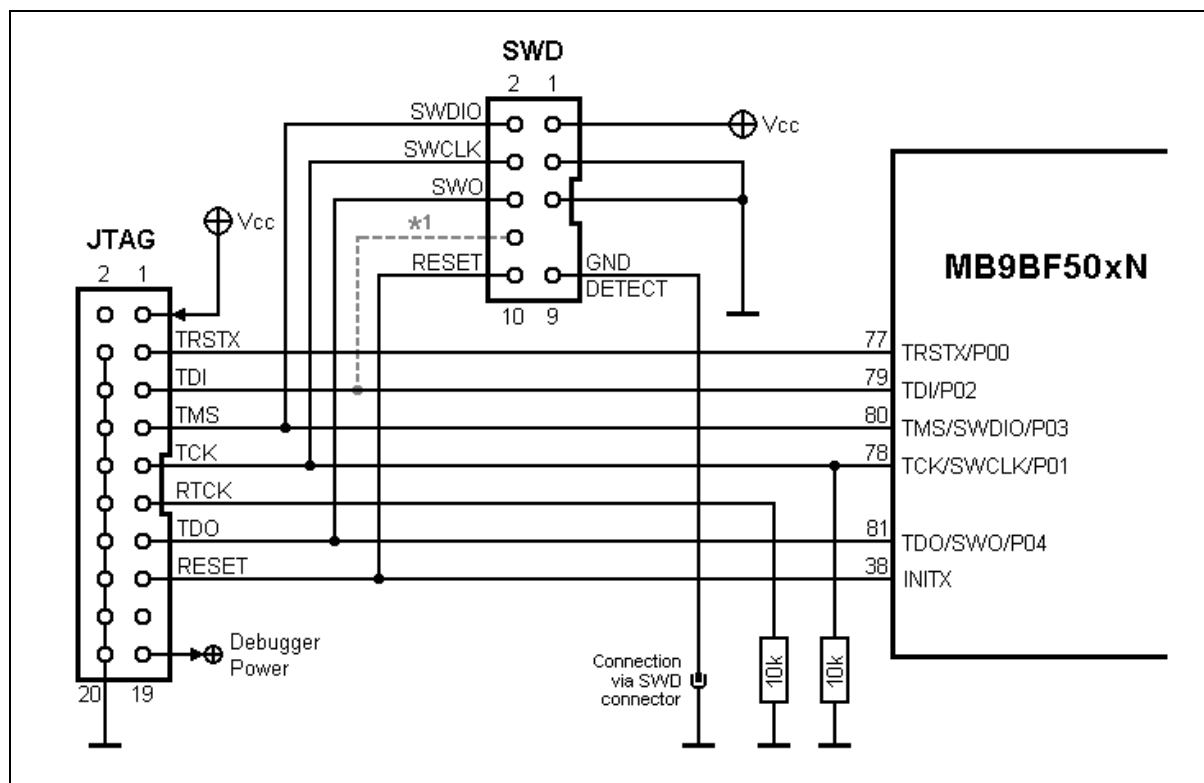 SWD
2 1
SWDIO
Vcc
SWCLK
SWO
*1
RESET
GND
DETECT
10 9
Vcc
JTAG
2 1
TRSTX
TDI
TMS
TCK
RTCK
TDO
RESET
Debugger
Power
20 19
MB9BF50xN
77 TRSTX/P00
79 TDI/P02
80 TMS/SWDIO/P03
78 TCK/SWCLK/P01
81 TDO/SWO/P04
38 INITX
Connection
via SWD
connector
10k
10k